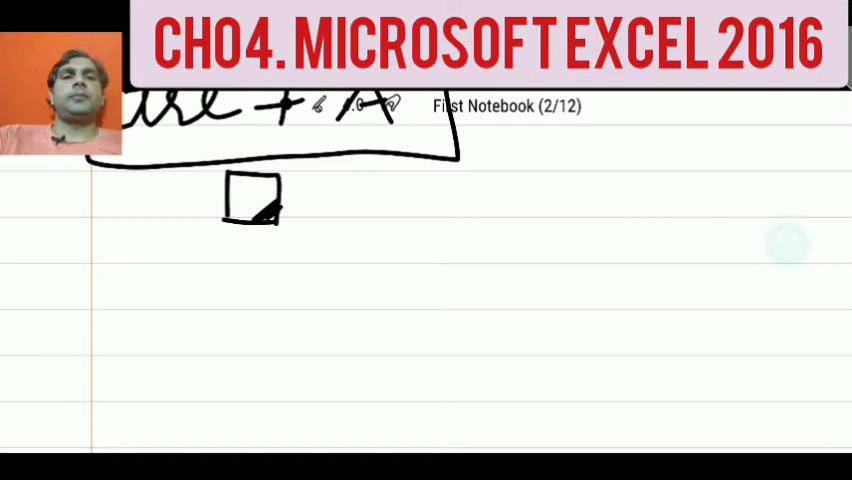 CH04. MICROSOFT EXCEL 2016
+ A First Notebook (2/12)